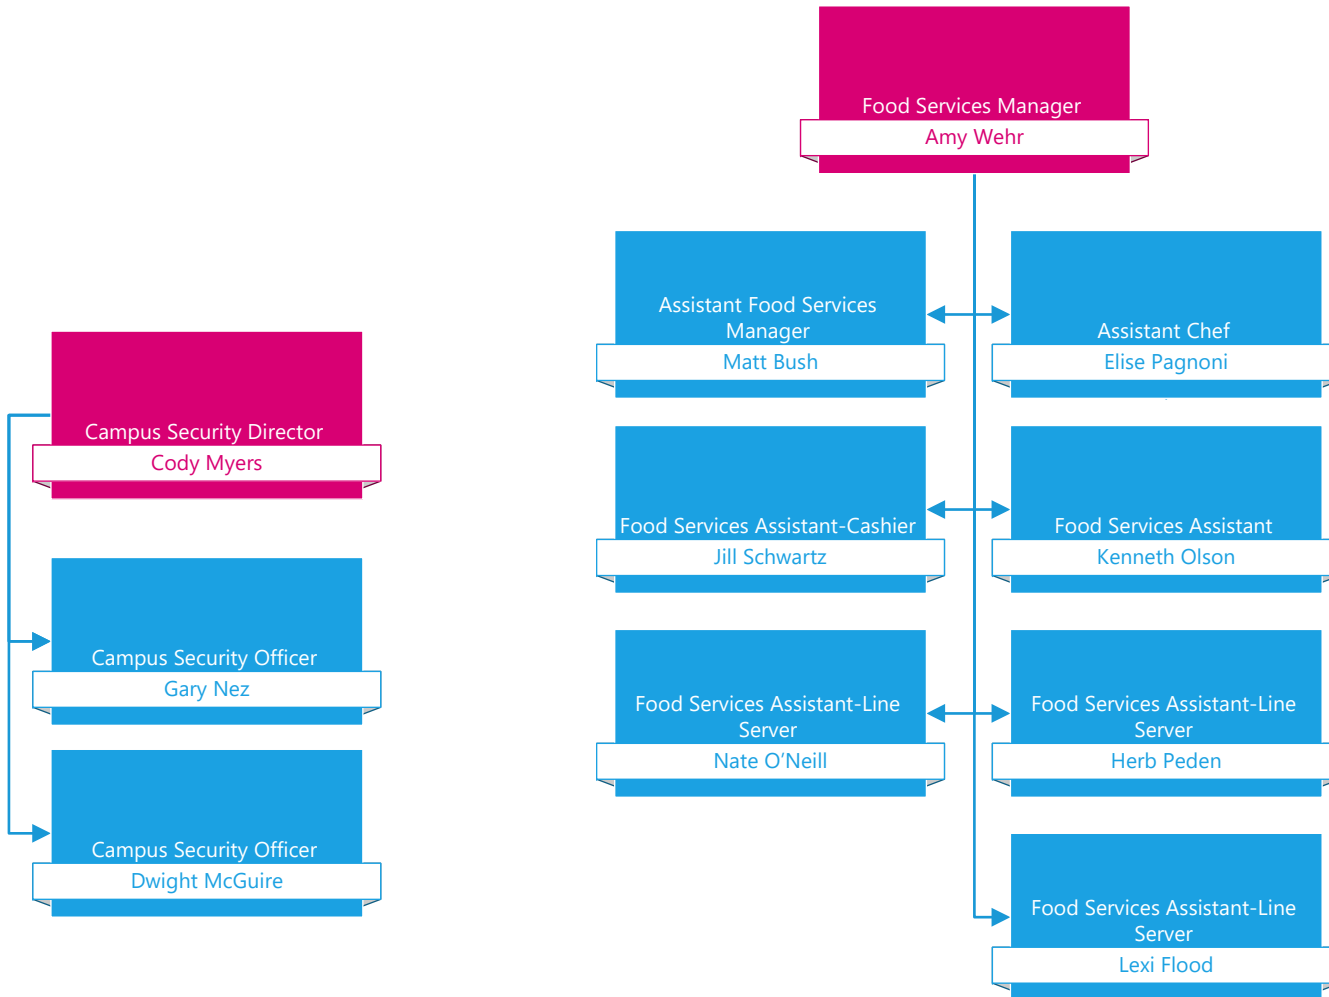 Food Services Manager
Amy Wehr
Assistant Food Services
Manager
Matt Bush
Assistant Chef
Elise Pagnoni
Campus Security Director
Cody Myers
Food Services Assistant-Cashier
Jill Schwartz
Food Services Assistant
Kenneth Olson
Campus Security Officer
Gary Nez
Food Services Assistant-Line
Server
Nate O’Neill
Food Services Assistant-Line
Server
Herb Peden
Campus Security Officer
Dwight McGuire
Food Services Assistant-Line
Server
Lexi Flood